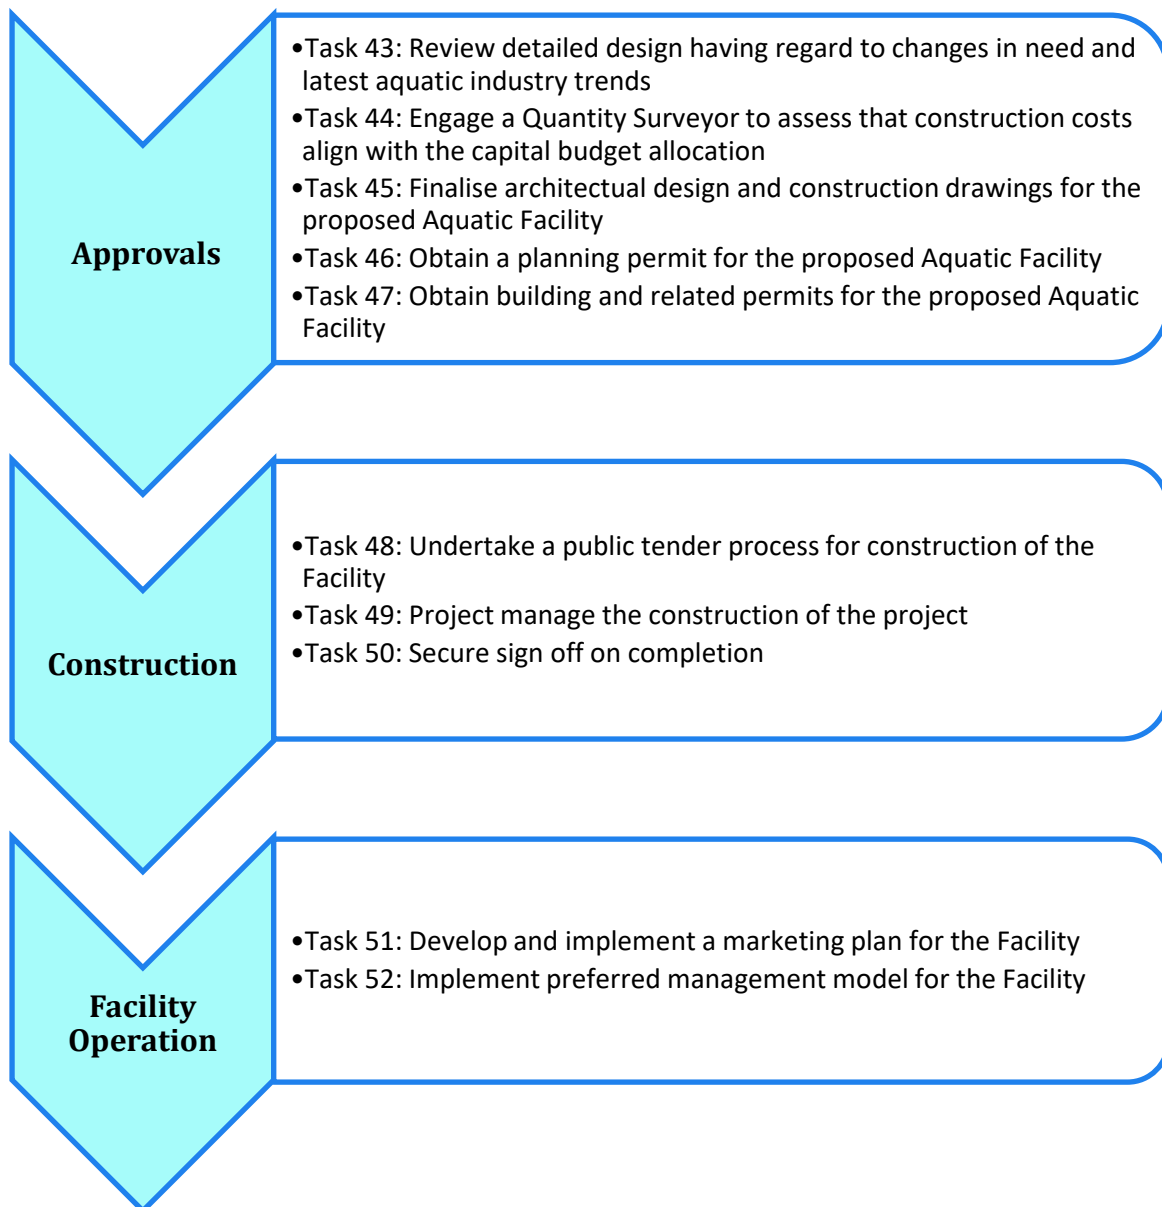 Approvals
•Task 43: Review detailed design having regard to changes in need and
latest aquatic industry trends
•Task 44: Engage a Quantity Surveyor to assess that construction costs
align with the capital budget allocation
•Task 45: Finalise architectual design and construction drawings for the
proposed Aquatic Facility
•Task 46: Obtain a planning permit for the proposed Aquatic Facility
•Task 47: Obtain building and related permits for the proposed Aquatic
Facility
Construction
•Task 48: Undertake a public tender process for construction of the
Facility
•Task 49: Project manage the construction of the project
•Task 50: Secure sign off on completion
Facility
Operation
•Task 51: Develop and implement a marketing plan for the Facility
•Task 52: Implement preferred management model for the Facility